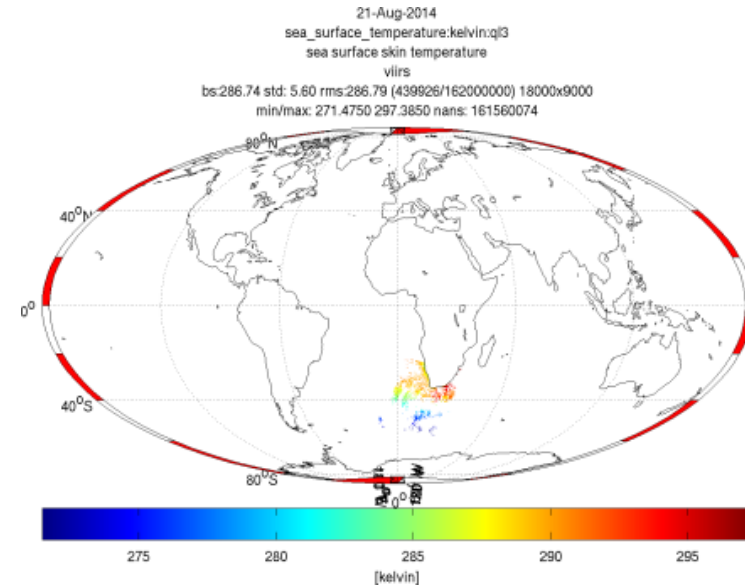 21-Aug-2014
sea_surface_temperature:kelvin:ql3
sea surface skin temperature
viirs
bs:286.74 std: 5.60 rms:286.79 (439926/162000000) 18000x9000
min/max: 271.4750 297.3850 nans: 161560074
80°N
40°N
0°
40°S
80°S
0°
275 280 285 290 295
[kelvin]